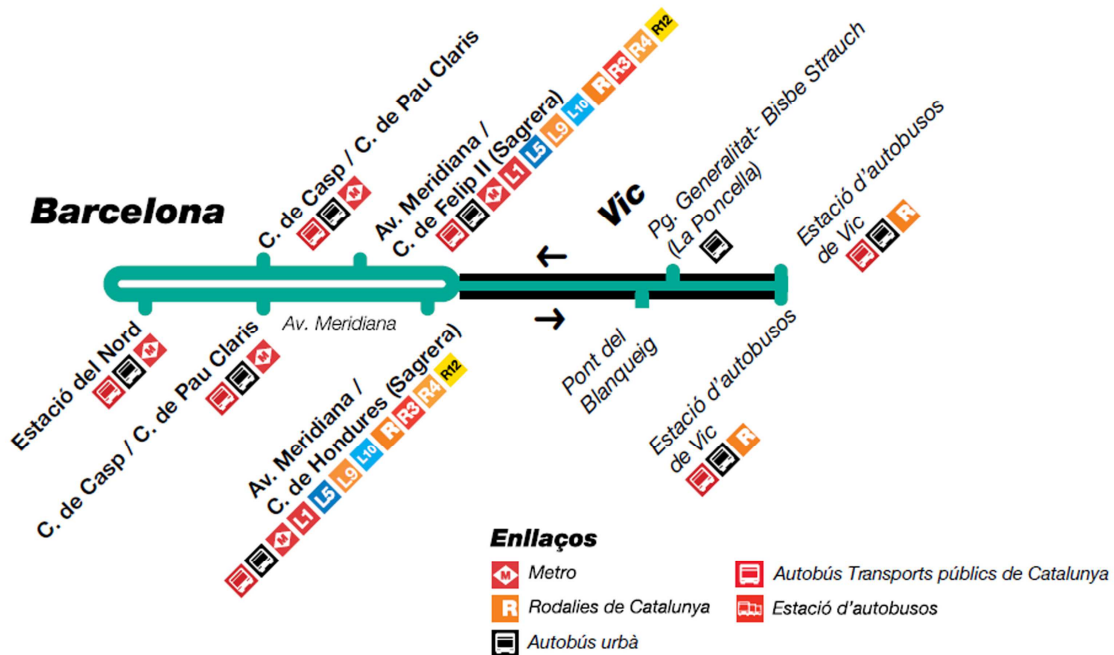 Barcelona
C. de Casp / C. de Pau Claris
M
Av. Meridiana /
C. de Felip II (Sagrera)
M L1 L5 L9 L10 R R3 R4 R12
Vic
Pg. Generalitat- Bisbe Strauch
(La Poncella)
Estació d'autobusos
de Vic
R
←
→
Av. Meridiana
Estació del Nord
M
C. de Casp / C. de Pau Claris
M
Av. Meridiana /
C. de Hondures (Sagrera)
M L1 L5 L9 L10 R R3 R4 R12
Pont del
Blanqueig
Estació d'autobusos
de Vic
R
Enllaços
M Metro
R Rodalies de Catalunya
Autobús urbà
Autobús Transports públics de Catalunya
Estació d'autobusos